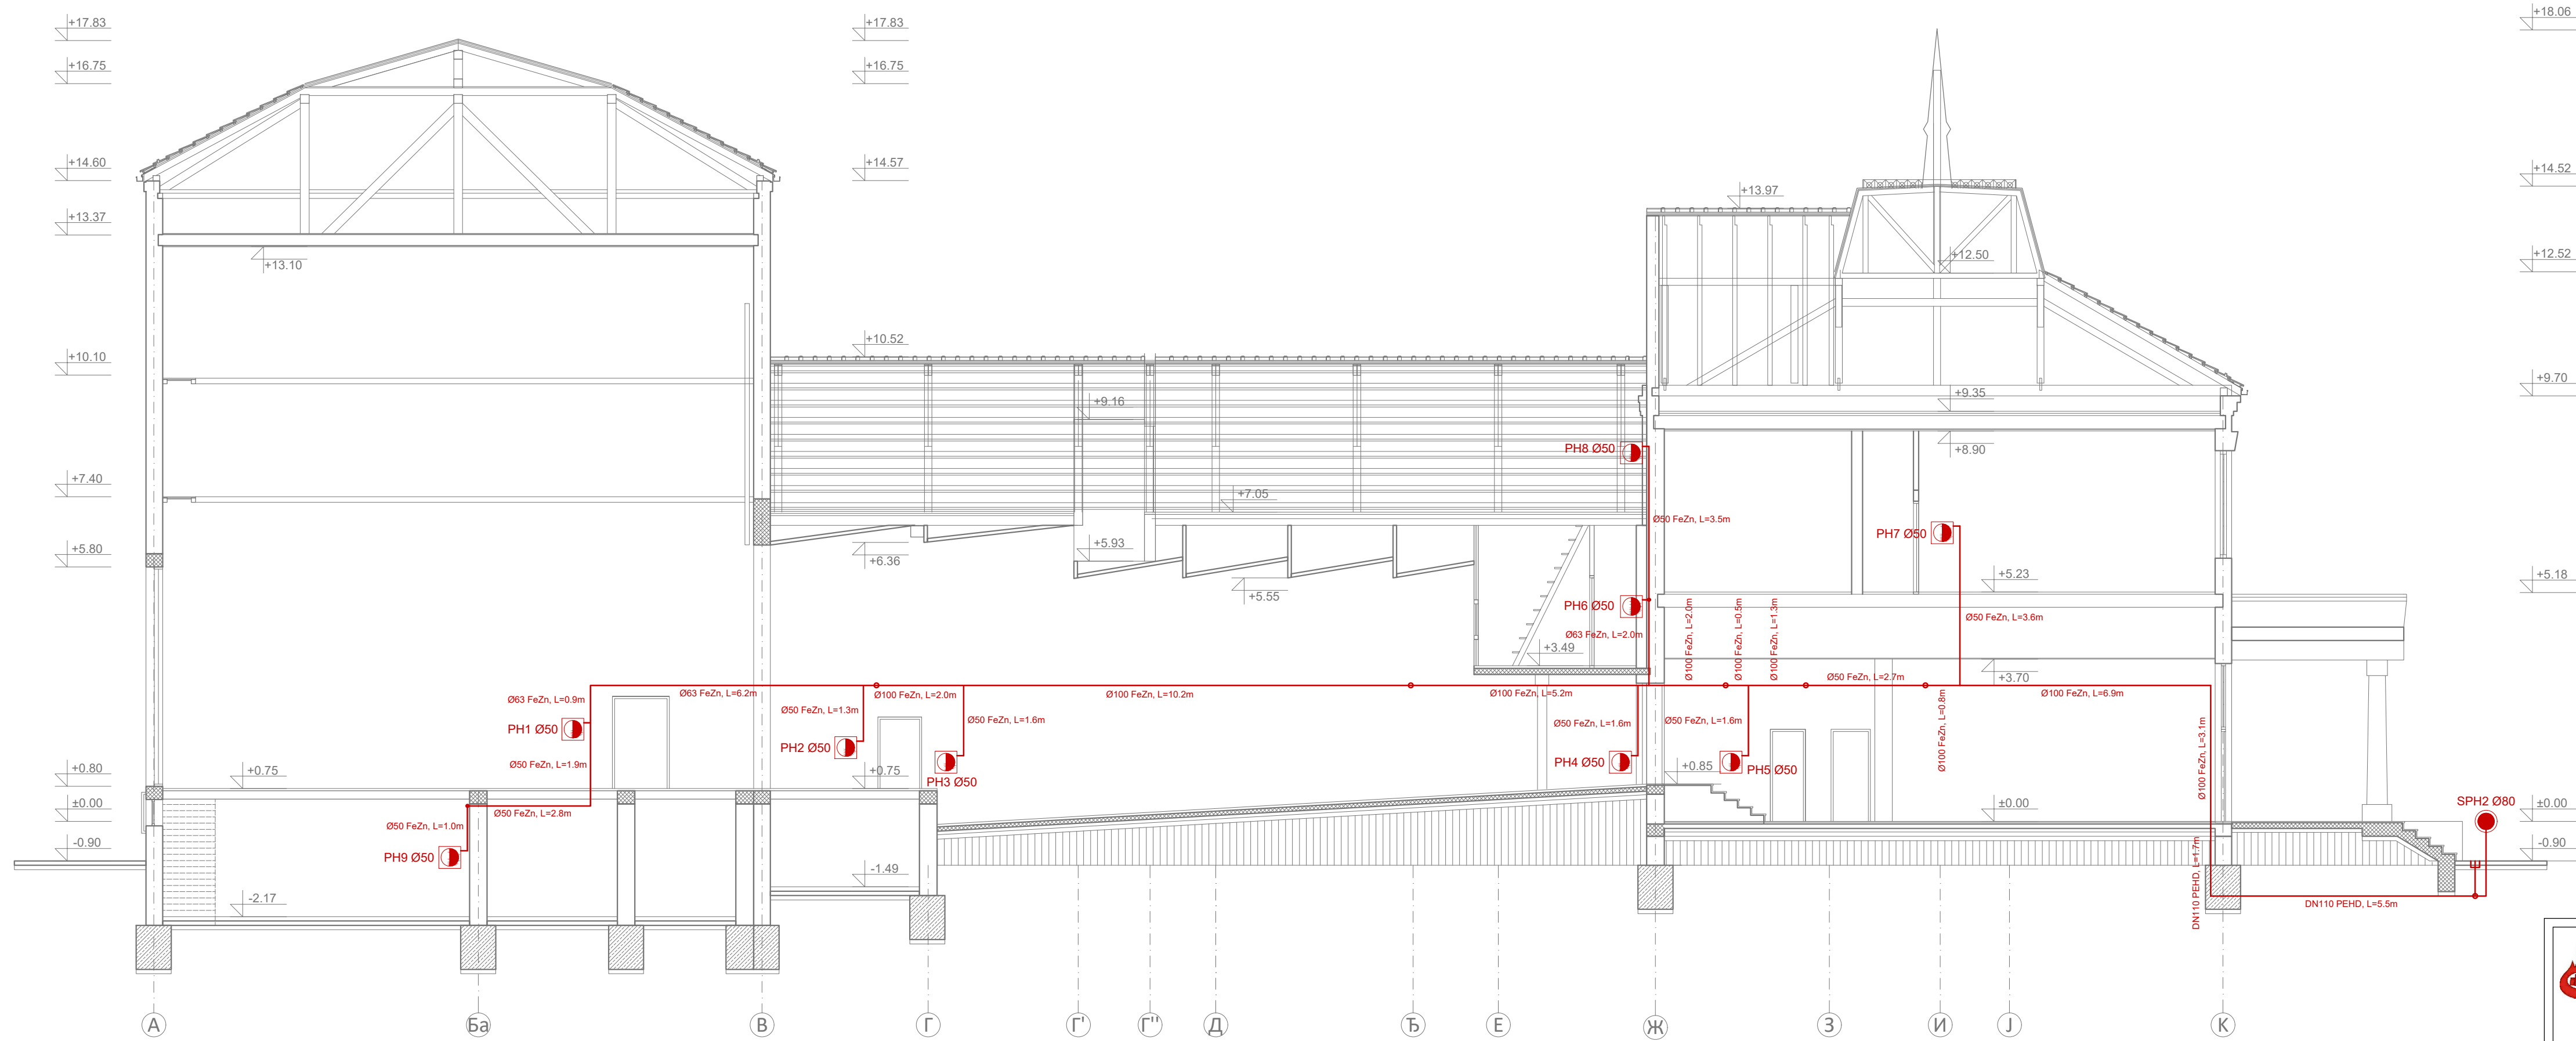 +17.83
+17.83
+18.06
+16.75
+16.75
+14.60
+14.57
+14.52
+13.97
+13.37
+13.10
+12.50
+12.52
+10.10
+10.52
+9.16
+9.35
+9.70
PH8 Ø50
+8.90
+7.40
+7.05
Ø50 FeZn, L=3.5m
PH7 Ø50
+5.80
+6.36
+5.93
+5.55
+5.23
+5.18
PH6 Ø50
Ø63 FeZn, L=2.0m
Ø100 FeZn, L=2.0m
Ø100 FeZn, L=0.5m
Ø100 FeZn, L=1.3m
Ø50 FeZn, L=3.6m
+3.49
+3.70
Ø63 FeZn, L=0.9m
Ø63 FeZn, L=6.2m
Ø100 FeZn, L=2.0m
Ø100 FeZn, L=10.2m
Ø100 FeZn, L=5.2m
Ø50 FeZn, L=2.7m
Ø100 FeZn, L=6.9m
Ø50 FeZn, L=1.3m
Ø50 FeZn, L=1.6m
Ø50 FeZn, L=1.6m
Ø50 FeZn, L=1.6m
Ø100 FeZn, L=0.8m
Ø100 FeZn, L=3.1m
PH1 Ø50
PH2 Ø50
PH3 Ø50
PH4 Ø50
PH5 Ø50
Ø50 FeZn, L=1.9m
+0.80
+0.75
+0.75
+0.85
±0.00
±0.00
SPH2 Ø80
±0.00
Ø50 FeZn, L=2.8m
Ø50 FeZn, L=1.0m
-0.90
PH9 Ø50
-0.90
-1.49
-2.17
DN110 PEHD, L=1.7m
DN110 PEHD, L=5.5m
А
Ба
В
Г
Г'
Г''
Д
Ђ
Е
Ж
З
И
Ј
К